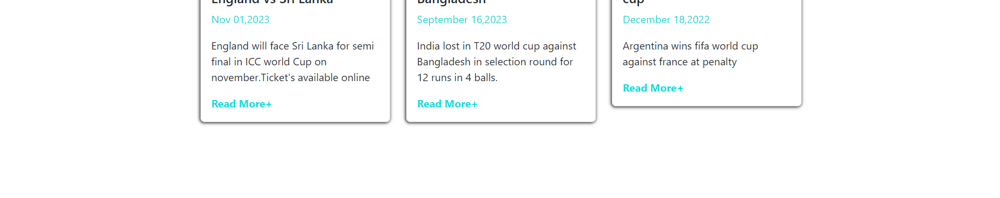 England vs Sri Lanka
Nov 01,2023
England will face Sri Lanka for semi
final in ICC world Cup on
november.Ticket's available online
Read More+
Bangladesh
September 16,2023
India lost in T20 world cup against
Bangladesh in selection round for
12 runs in 4 balls.
Read More+
cup
December 18,2022
Argentina wins fifa world cup
against france at penalty
Read More+